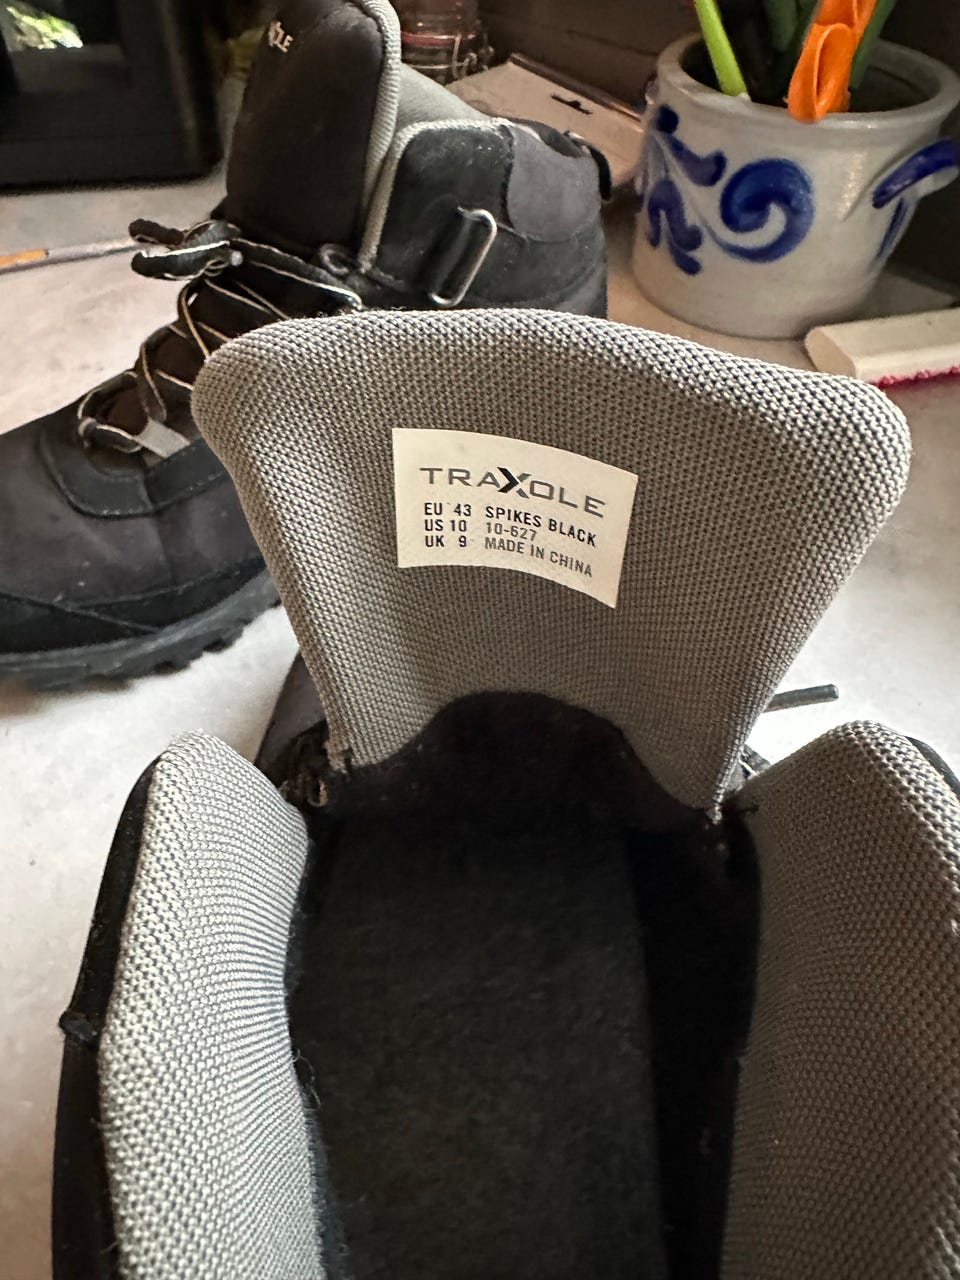 TRAXOLE
EU 43 SPIKES BLACK
US 10 10-627
UK 9 MADE IN CHINA